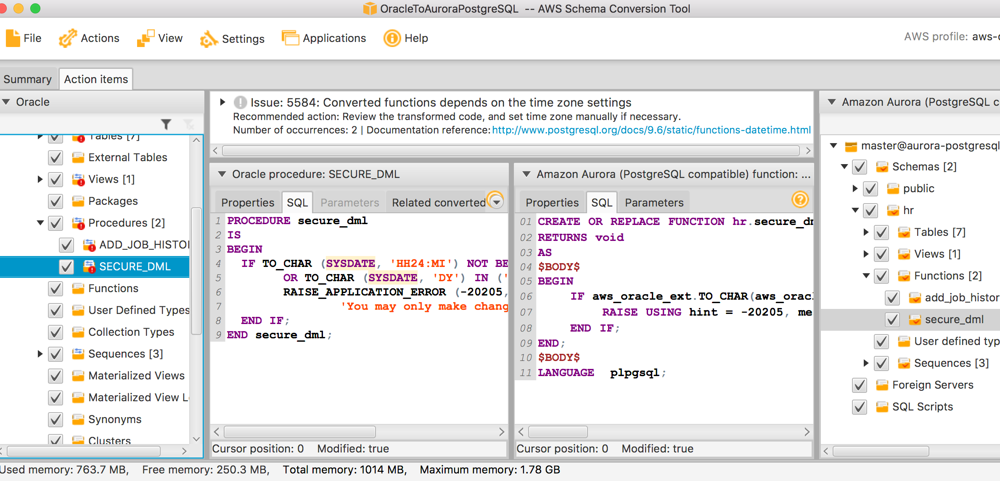 OracleToAuroraPostgreSQL -- AWS Schema Conversion Tool
File Actions View Settings Applications Help
AWS profile: aws-
Summary Action items
Oracle
Tables [7]
External Tables
Views [1]
Packages
Procedures [2]
ADD_JOB_HISTO
SECURE_DML
Functions
User Defined Types
Collection Types
Sequences [3]
Materialized Views
Materialized View L
Synonyms
Clusters
Issue: 5584: Converted functions depends on the time zone settings
Recommended action: Review the transformed code, and set time zone manually if necessary.
Number of occurrences: 2 | Documentation reference: http://www.postgresql.org/docs/9.6/static/functions-datetime.html
Oracle procedure: SECURE_DML
Properties SQL Parameters Related converted
1 PROCEDURE secure_dml
2 IS
3 BEGIN
4 IF TO_CHAR (SYSDATE, 'HH24:MI') NOT BE
5 OR TO_CHAR (SYSDATE, 'DY') IN ('
6 RAISE_APPLICATION_ERROR (-20205,
7 'You may only make chang
8 END IF;
9 END secure_dml;
Cursor position: 0 Modified: true
Amazon Aurora (PostgreSQL compatible) function: ...
Properties SQL Parameters
01 CREATE OR REPLACE FUNCTION hr.secure_d
02 RETURNS void
03 AS
04 $BODY$
05 BEGIN
06 IF aws_oracle_ext.TO_CHAR(aws_orac
07 RAISE USING hint = -20205, me
08 END IF;
09 END;
10 $BODY$
11 LANGUAGE plpgsql;
Cursor position: 0 Modified: true
Amazon Aurora (PostgreSQL c
master@aurora-postgresql
Schemas [2]
public
hr
Tables [7]
Views [1]
Functions [2]
add_job_histor
secure_dml
User defined typ
Sequences [3]
Foreign Servers
SQL Scripts
Used memory: 763.7 MB, Free memory: 250.3 MB, Total memory: 1014 MB, Maximum memory: 1.78 GB